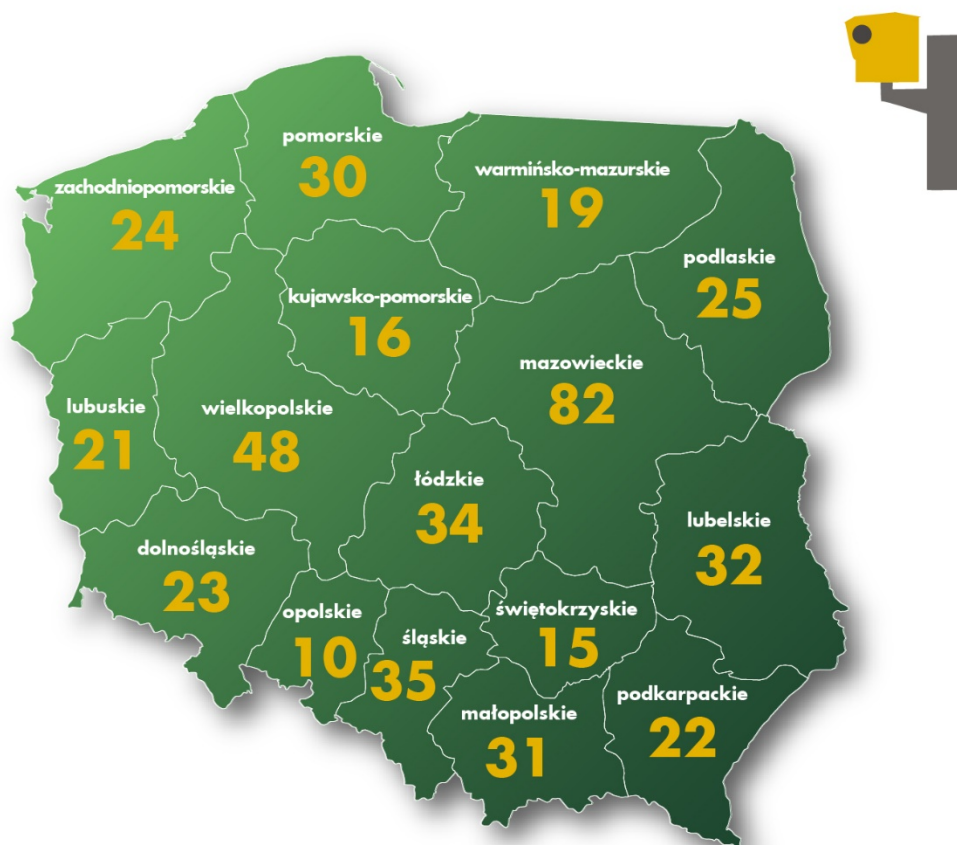 pomorskie
30
warmińsko-mazurskie
19
zachodniopomorskie
24
podlaskie
25
kujawsko-pomorskie
16
mazowieckie
82
lubuskie
21
wielkopolskie
48
łódzkie
34
lubelskie
32
dolnośląskie
23
opolskie
10
śląskie
35
świętokrzyskie
15
małopolskie
31
podkarpackie
22